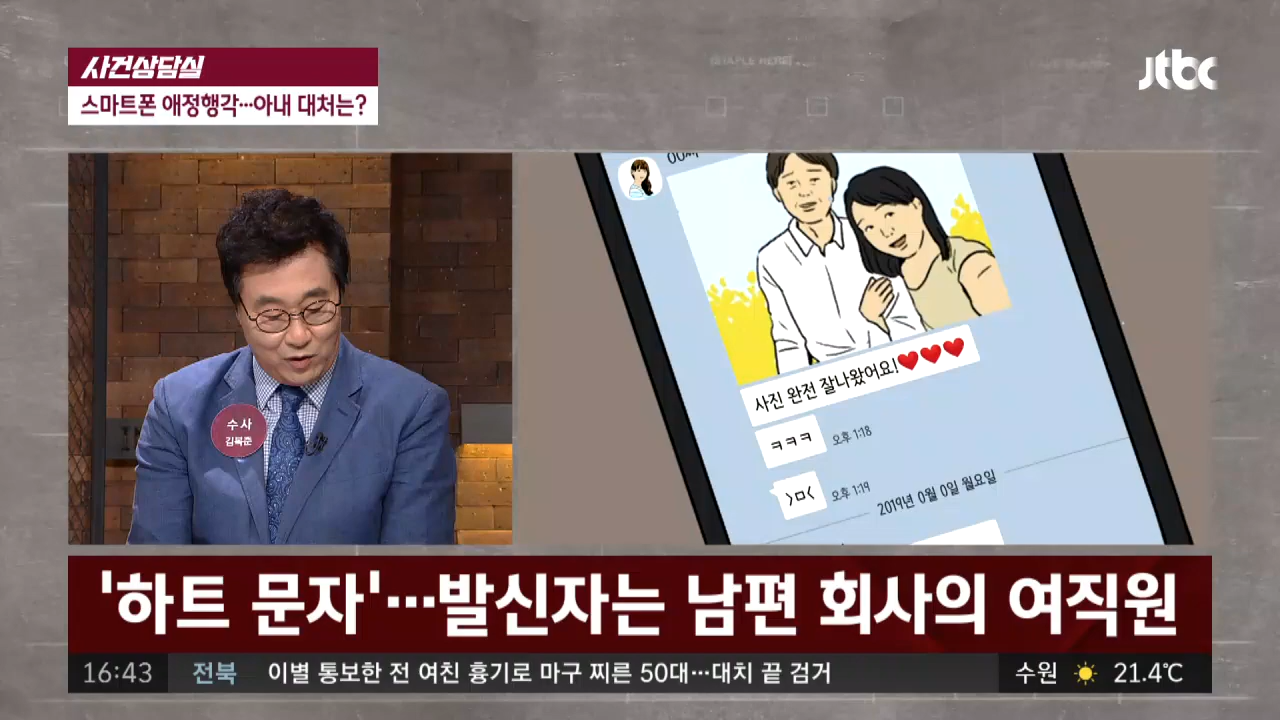 사건상담실
스마트폰 애정행각…아내 대처는?
jtbc
수사
김복준
사진 완전 잘나왔어요!❤❤❤
ㅋㅋㅋ
오후 1:18
>ㅁ<
오후 1:19
2019년 0월 0일 월요일
'하트 문자'…발신자는 남편 회사의 여직원
16:43 전북 이별 통보한 전 여친 흉기로 마구 찌른 50대…대치 끝 검거 수원 21.4℃